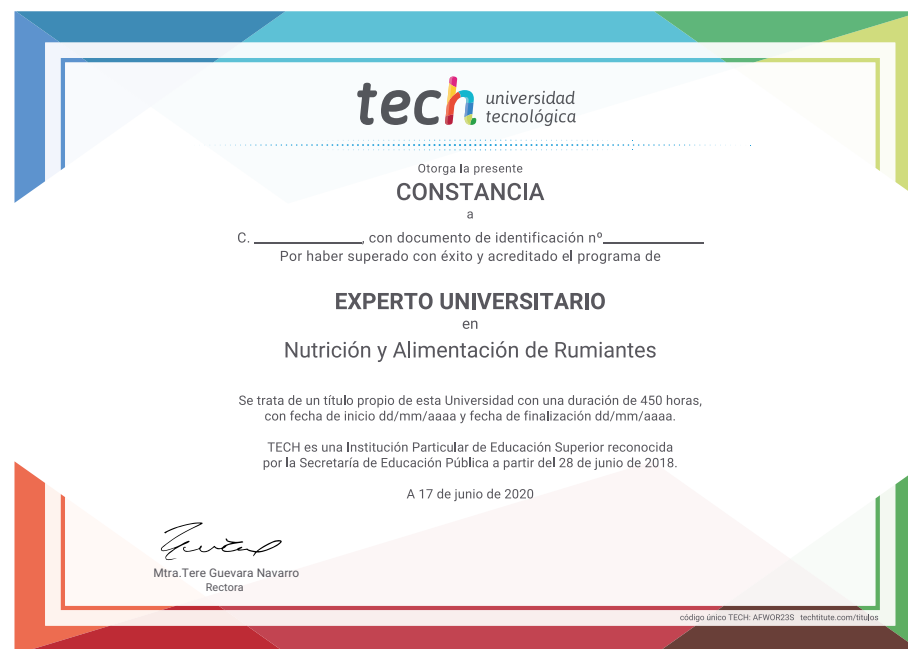 tech universidad
tecnológica
Otorga la presente
CONSTANCIA
a
C. ____________, con documento de identificación nº____________
Por haber superado con éxito y acreditado el programa de
EXPERTO UNIVERSITARIO
en
Nutrición y Alimentación de Rumiantes
Se trata de un título propio de esta Universidad con una duración de 450 horas,
con fecha de inicio dd/mm/aaaa y fecha de finalización dd/mm/aaaa.
TECH es una Institución Particular de Educación Superior reconocida
por la Secretaría de Educación Pública a partir del 28 de junio de 2018.
A 17 de junio de 2020
Mtra.Tere Guevara Navarro
Rectora
código único TECH: AFWOR23S techtitute.com/titulos